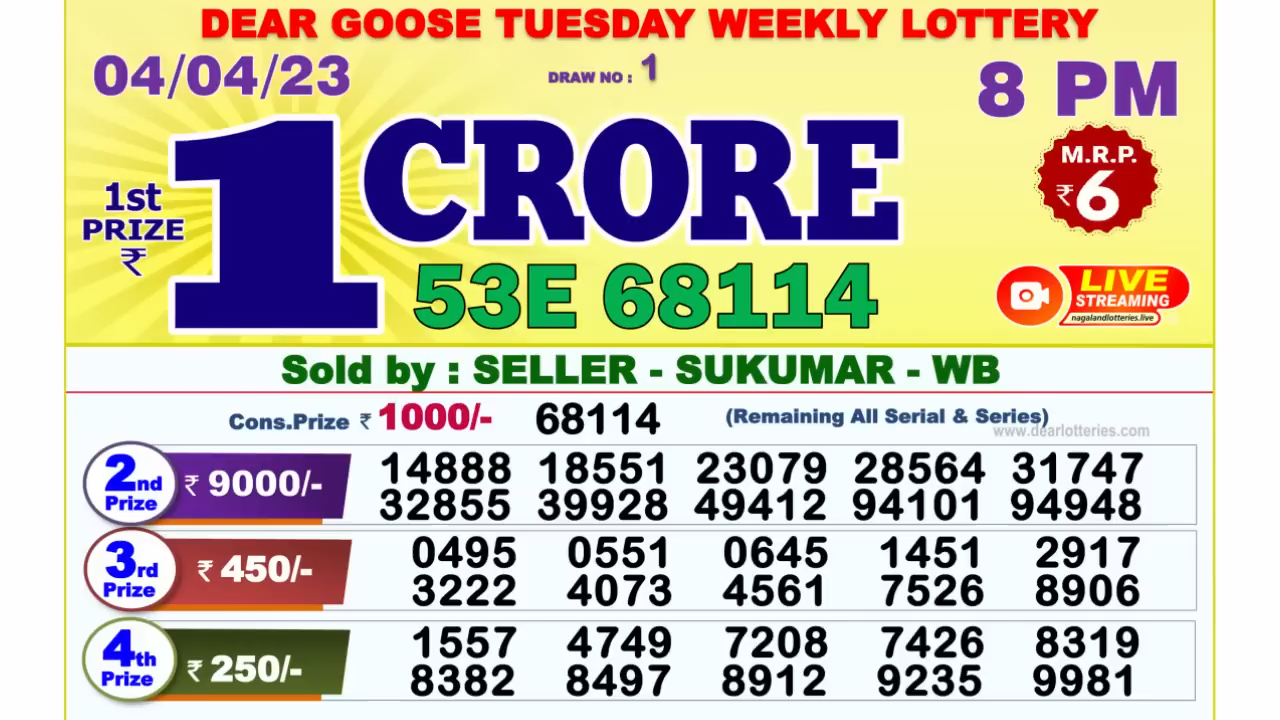 DEAR GOOSE TUESDAY WEEKLY LOTTERY
04/04/23
DRAW NO : 1
8 PM
1st
PRIZE
₹
1 CRORE
M.R.P.
₹ 6
53E 68114
LIVE
STREAMING
nagalandlotteries.live
Sold by : SELLER - SUKUMAR - WB
Cons.Prize ₹ 1000/- 68114 (Remaining All Serial & Series)
www.dearlotteries.com
2nd Prize ₹ 9000/-
14888 18551 23079 28564 31747
32855 39928 49412 94101 94948
3rd Prize ₹ 450/-
0495 0551 0645 1451 2917
3222 4073 4561 7526 8906
4th Prize ₹ 250/-
1557 4749 7208 7426 8319
8382 8497 8912 9235 9981